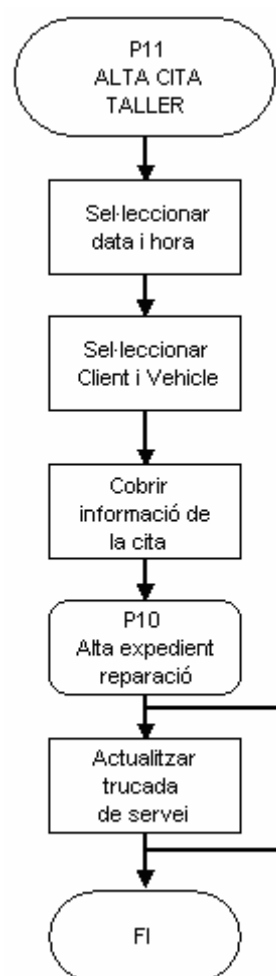 P11
ALTA CITA
TALLER
Sel·leccionar
data i hora
Sel·leccionar
Client i Vehicle
Cobrir
informació de
la cita
P10
Alta expedient
reparació
Actualitzar
trucada
de servei
FI